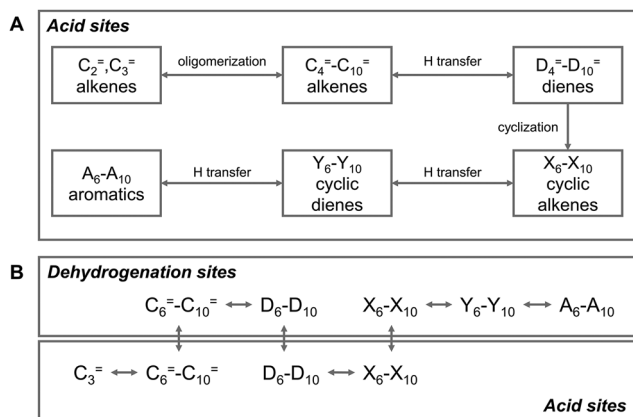 A
Acid sites
C₂⁼,C₃⁼
alkenes
oligomerization
C₄⁼-C₁₀⁼
alkenes
H transfer
D₄⁼-D₁₀⁼
dienes
cyclization
A₆-A₁₀
aromatics
H transfer
Y₆-Y₁₀
cyclic
dienes
H transfer
X₆-X₁₀
cyclic
alkenes
B
Dehydrogenation sites
C₆⁼-C₁₀⁼ D₆-D₁₀ X₆-X₁₀ Y₆-Y₁₀ A₆-A₁₀
C₃⁼ C₆⁼-C₁₀⁼ D₆-D₁₀ X₆-X₁₀
Acid sites